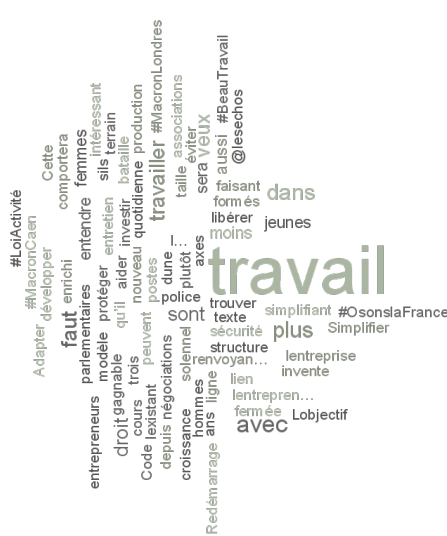 #LoiActivité
#MacronCaen
Adapter
développer
Cette
comportera
enrichi
faut
femmes
entendre
parlementaires
entrepreneurs
intéressant
sils
terrain
entretien
protéger
modèle
qu'il
aider
investir
gagnable
droit
bataille
quotidienne
production
nouveau
trois
cours
peuvent
postes
Code
lexistant
#MacronLondres
travailler
dune
l…
police
négociations
depuis
associations
taille
éviter
plutôt
axes
sont
solennel
croissance
hommes
ans
ligne
Redémarrage
sera
veux
aussi
#BeauTravail
@lesechos
faisant
formés
libérer
moins
dans
jeunes
travail
trouver
texte
simplifiant
#OsonslaFrance
sécurité
plus
Simplifier
structure
renvoyan…
lentreprise
invente
lien
lentrepren…
fermée
Lobjectif
avec